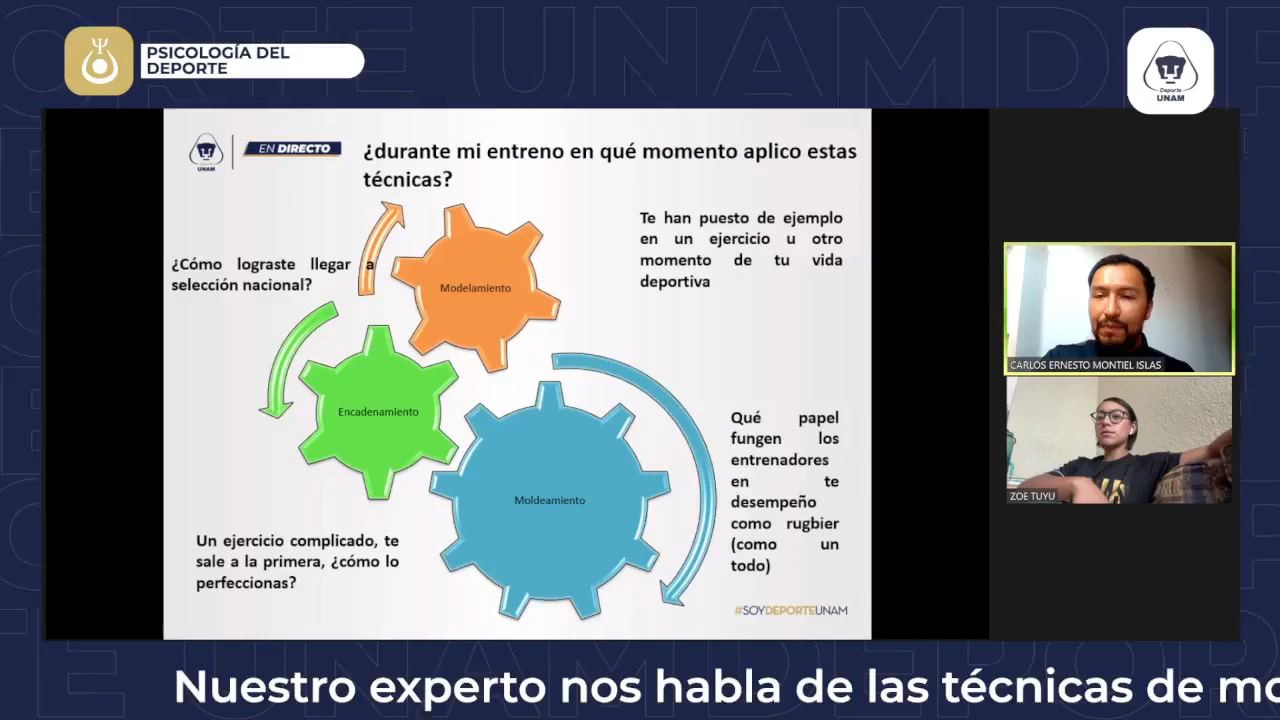 PSICOLOGÍA DEL
DEPORTE
Deporte
UNAM
UNAM
EN DIRECTO
¿durante mi entreno en qué momento aplico estas
técnicas?
Te han puesto de ejemplo
en un ejercicio u otro
momento de tu vida
deportiva
¿Cómo lograste llegar a
selección nacional?
Modelamiento
Encadenamiento
Moldeamiento
Qué papel
fungen los
entrenadores
en te
desempeño
como rugbier
(como un
todo)
Un ejercicio complicado, te
sale a la primera, ¿cómo lo
perfeccionas?
#SOYDEPORTEUNAM
CARLOS ERNESTO MONTIEL ISLAS
ZOE TUYU
Nuestro experto nos habla de las técnicas de mo